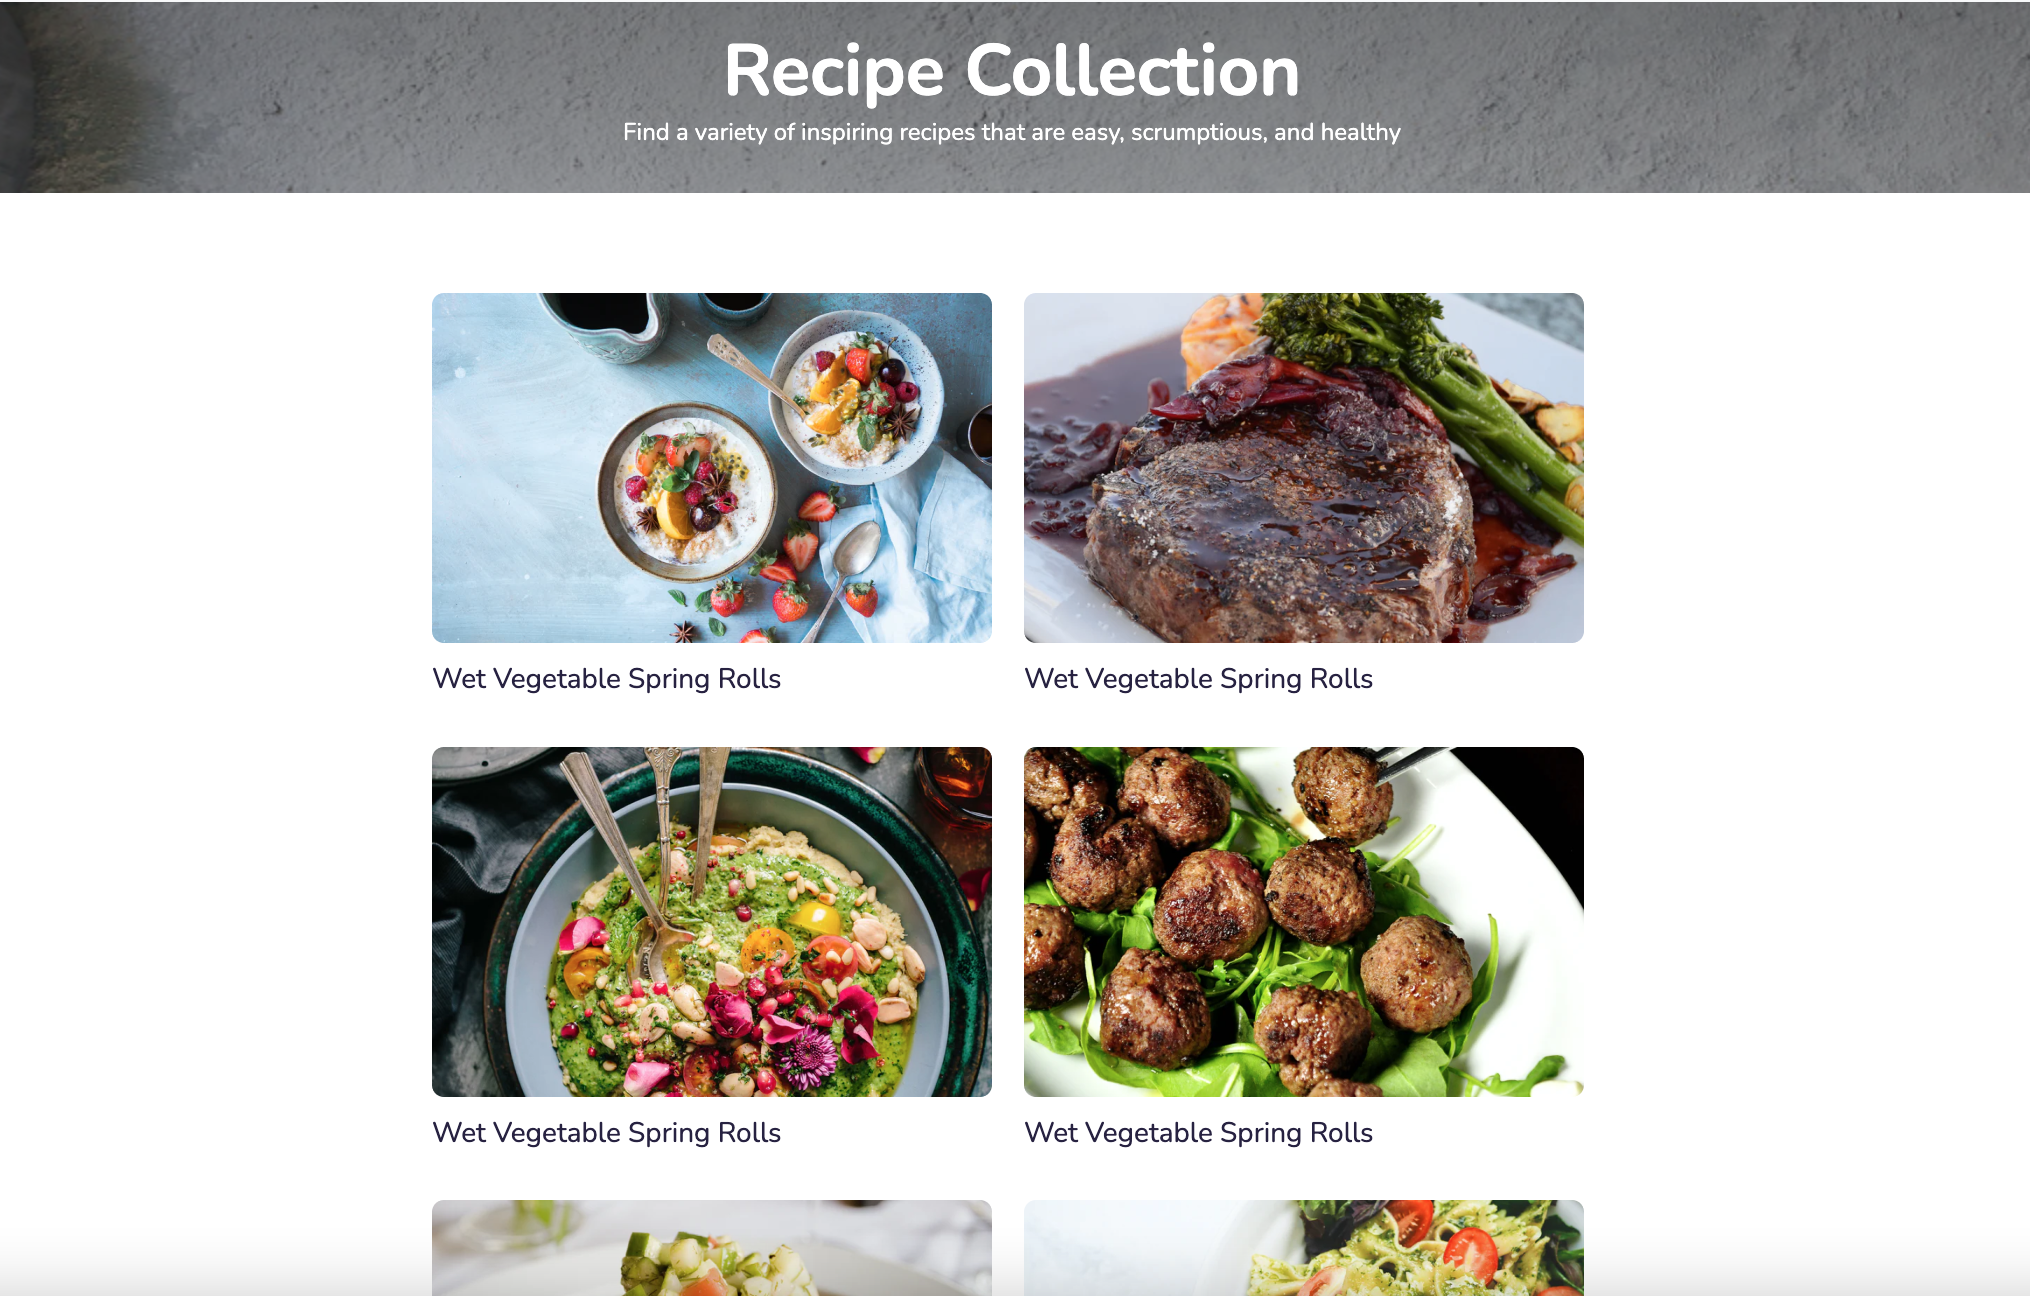 Recipe Collection
Find a variety of inspiring recipes that are easy, scrumptious, and healthy
Wet Vegetable Spring Rolls
Wet Vegetable Spring Rolls
Wet Vegetable Spring Rolls
Wet Vegetable Spring Rolls